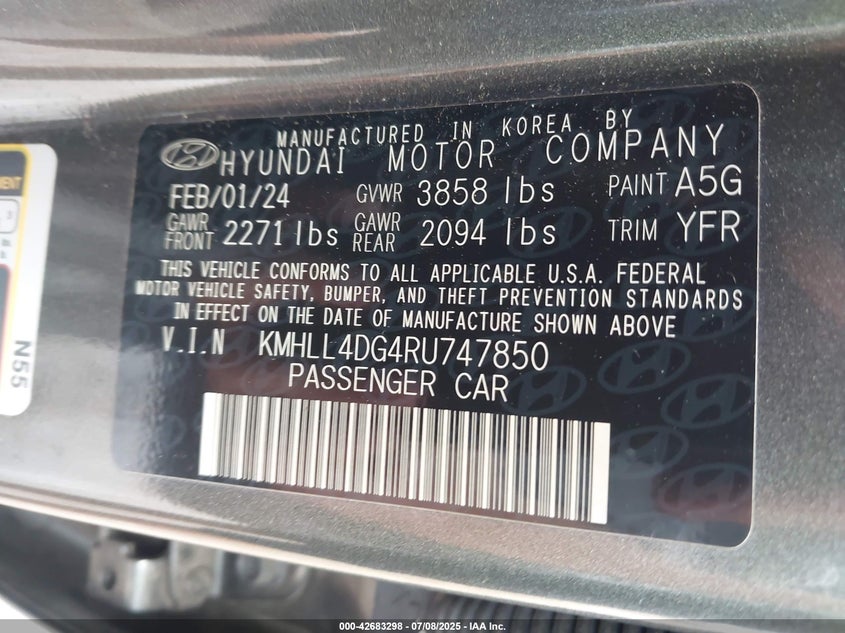 MANUFACTURED IN KOREA BY
HYUNDAI MOTOR COMPANY
FEB/01/24 GVWR 3858 lbs PAINT A5G
GAWR FRONT 2271 lbs GAWR REAR 2094 lbs TRIM YFR
THIS VEHICLE CONFORMS TO ALL APPLICABLE U.S.A. FEDERAL
MOTOR VEHICLE SAFETY, BUMPER, AND THEFT PREVENTION STANDARDS
IN EFFECT ON THE DATE OF MANUFACTURE SHOWN ABOVE
V.I.N KMHLL4DG4RU747850
PASSENGER CAR
N55
000-42683298 - 07/08/2025 - IAA Inc.